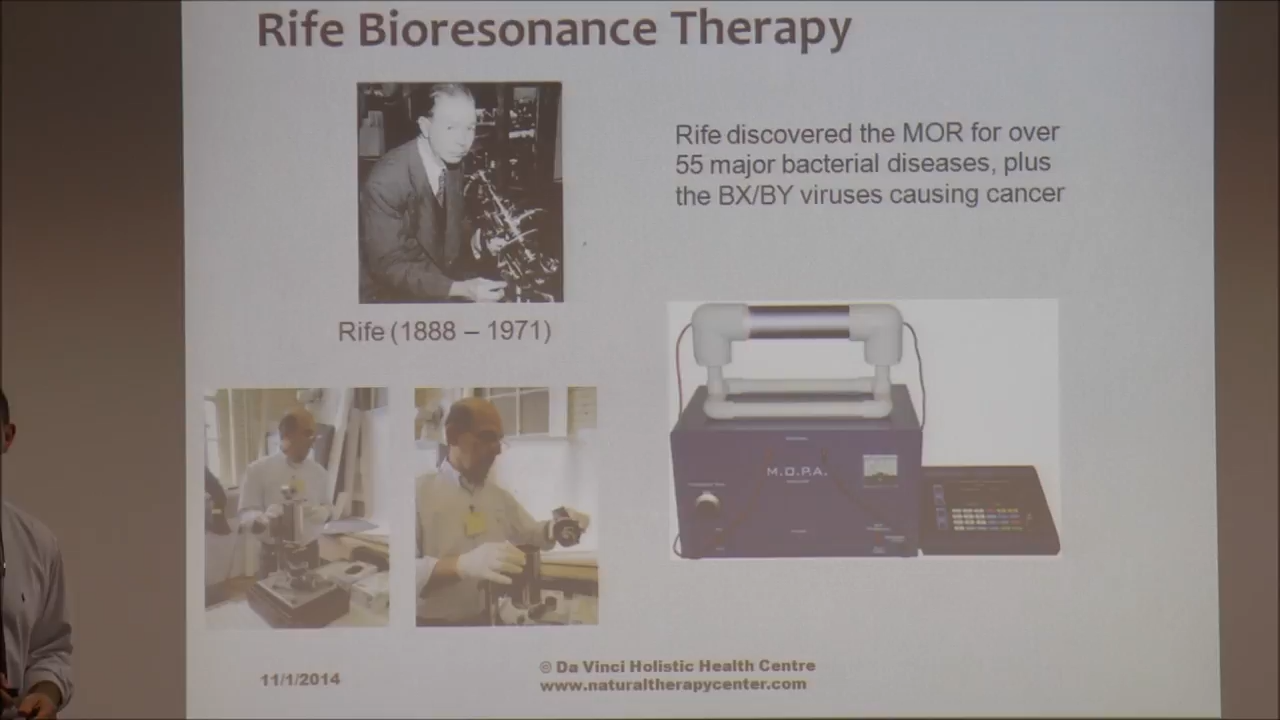 Rife Bioresonance Therapy
Rife discovered the MOR for over
55 major bacterial diseases, plus
the BX/BY viruses causing cancer
Rife (1888 – 1971)
M.O.P.A.
11/1/2014
© Da Vinci Holistic Health Centre
www.naturaltherapycenter.com